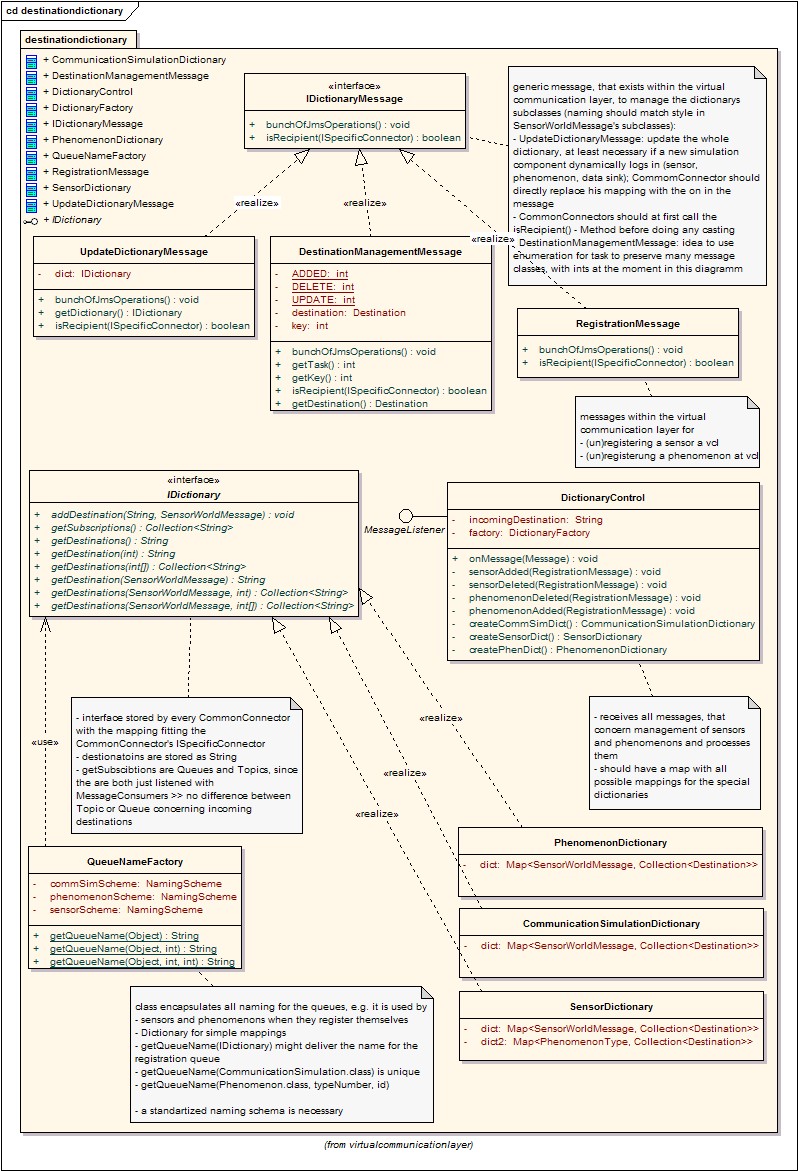 cd destinationdictionary
destinationdictionary
+ CommunicationSimulationDictionary
+ DestinationManagementMessage
+ DictionaryControl
+ DictionaryFactory
+ IDictionaryMessage
+ PhenomenonDictionary
+ QueueNameFactory
+ RegistrationMessage
+ SensorDictionary
+ UpdateDictionaryMessage
+ IDictionary
«interface»
IDictionaryMessage
+ bunchOfJmsOperations() : void
+ isRecipient(ISpecificConnector) : boolean
generic message, that exists within the virtual
communication layer, to manage the dictionarys
subclasses (naming should match style in
SensorWorldMessage's subclasses):
- UpdateDictionaryMessage: update the whole
dictionary, at least necessary if a new simulation
component dynamically logs in (sensor,
phenomenon, data sink); CommomConnector should
directly replace his mapping with the on in the
message
- CommonConnectors should at first call the
isRecipient() - Method before doing any casting
- DestinationManagementMessage: idea to use
enumeration for task to preserve many message
classes, with ints at the moment in this diagramm
«realize»
«realize»
«realize»
UpdateDictionaryMessage
- dict: IDictionary
+ bunchOfJmsOperations() : void
+ getDictionary() : IDictionary
+ isRecipient(ISpecificConnector) : boolean
DestinationManagementMessage
- ADDED: int
- DELETE: int
- UPDATE: int
- destination: Destination
- key: int
+ bunchOfJmsOperations() : void
+ getTask() : int
+ getKey() : int
+ isRecipient(ISpecificConnector) : boolean
+ getDestination() : Destination
RegistrationMessage
+ bunchOfJmsOperations() : void
+ isRecipient(ISpecificConnector) : boolean
messages within the virtual
communication layer for
- (un)registering a sensor a vcl
- (un)registerung a phenomenon at vcl
«interface»
IDictionary
+ addDestination(String, SensorWorldMessage) : void
+ getSubscriptions() : Collection<String>
+ getDestinations() : String
+ getDestination(int) : String
+ getDestinations(int[]) : Collection<String>
+ getDestination(SensorWorldMessage) : String
+ getDestinations(SensorWorldMessage, int) : Collection<String>
+ getDestinations(SensorWorldMessage, int[]) : Collection<String>
MessageListener
DictionaryControl
- incomingDestination: String
- factory: DictionaryFactory
+ onMessage(Message) : void
- sensorAdded(RegistrationMessage) : void
- sensorDeleted(RegistrationMessage) : void
- phenomenonDeleted(RegistrationMessage) : void
- phenomenonAdded(RegistrationMessage) : void
- createCommSimDict() : CommunicationSimulationDictionary
- createSensorDict() : SensorDictionary
- createPhenDict() : PhenomenonDictionary
- interface stored by every CommonConnector
with the mapping fitting the
CommonConnector's ISpecificConnector
- destionatoins are stored as String
- getSubscibtions are Queues and Topics, since
the are both just listened with
MessageConsumers >> no difference between
Topic or Queue concerning incoming
destinations
- receives all messages, that
concern management of sensors
and phenomenons and processes
them
- should have a map with all
possible mappings for the special
dictionaries
«use»
«realize»
«realize»
«realize»
QueueNameFactory
- commSimScheme: NamingScheme
- phenomenonScheme: NamingScheme
- sensorScheme: NamingScheme
+ getQueueName(Object) : String
+ getQueueName(Object, int) : String
+ getQueueName(Object, int, int) : String
PhenomenonDictionary
- dict: Map<SensorWorldMessage, Collection<Destination>>
CommunicationSimulationDictionary
- dict: Map<SensorWorldMessage, Collection<Destination>>
SensorDictionary
- dict: Map<SensorWorldMessage, Collection<Destination>>
- dict2: Map<PhenomenonType, Collection<Destination>>
class encapsulates all naming for the queues, e.g. it is used by
- sensors and phenomenons when they register themselves
- Dictionary for simple mappings
- getQueueName(IDictionary) might deliver the name for the
registration queue
- getQueueName(CommunicationSimulation.class) is unique
- getQueueName(Phenomenon.class, typeNumber, id)
- a standartized naming schema is necessary
(from virtualcommunicationlayer)